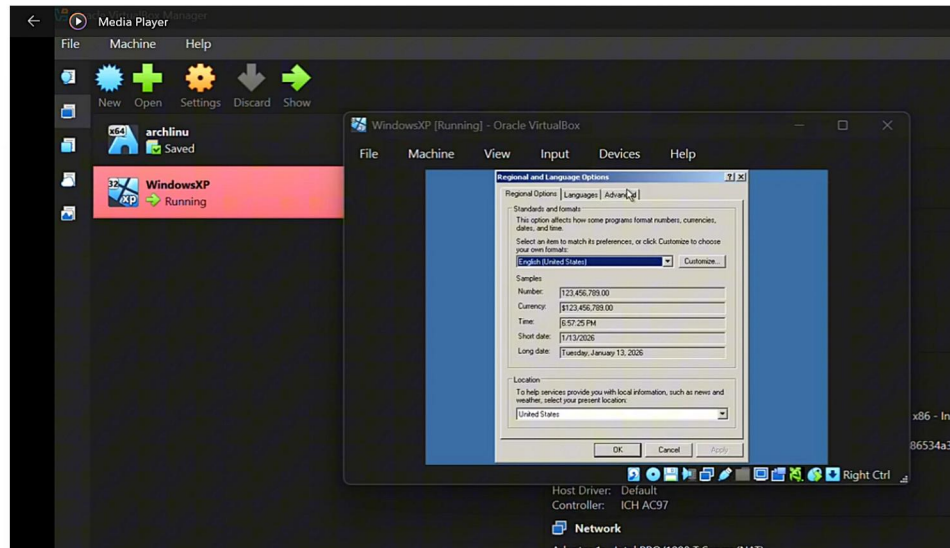 Media Player
File Machine Help
New Open Settings Discard Show
x64 archlinu
Saved
32 XP WindowsXP
Running
WindowsXP [Running] - Oracle VirtualBox
File Machine View Input Devices Help
Regional and Language Options
Regional Options Languages Advanced
Standards and formats
This option affects how some programs format numbers, currencies,
dates, and time.
Select an item to match its preferences, or click Customize to choose
your own formats:
English (United States) Customize...
Samples
Number: 123,456,789.00
Currency: $123,456,789.00
Time: 6:57:25 PM
Short date: 1/13/2026
Long date: Tuesday, January 13, 2026
Location
To help services provide you with local information, such as news and
weather, select your present location:
United States
OK Cancel Apply
Right Ctrl
x86 - In
86534a3
Host Driver: Default
Controller: ICH AC97
Network